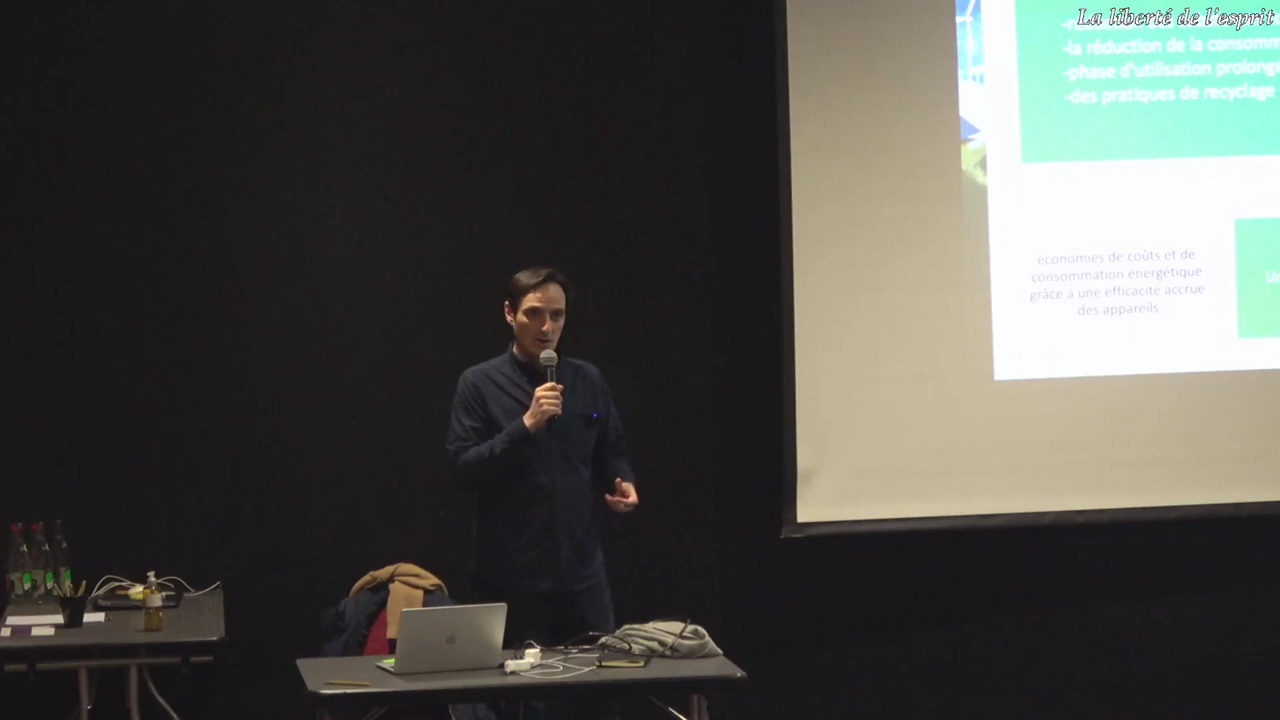 La liberté de l'esprit
-la réduction de la consomm
-phase d'utilisation prolongé
-des pratiques de recyclage
économies de coûts et de
consommation énergétique
grâce à une efficacité accrue
des appareils